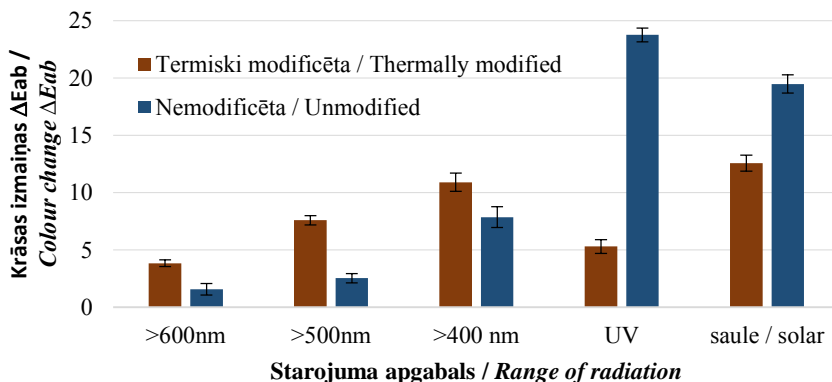 Krāsas izmaiņas ΔEab /
Colour change ΔEab
25
20
15
10
5
0
Termiski modificēta / Thermally modified
Nemodificēta / Unmodified
>600nm >500nm >400 nm UV saule / solar
Starojuma apgabals / Range of radiation